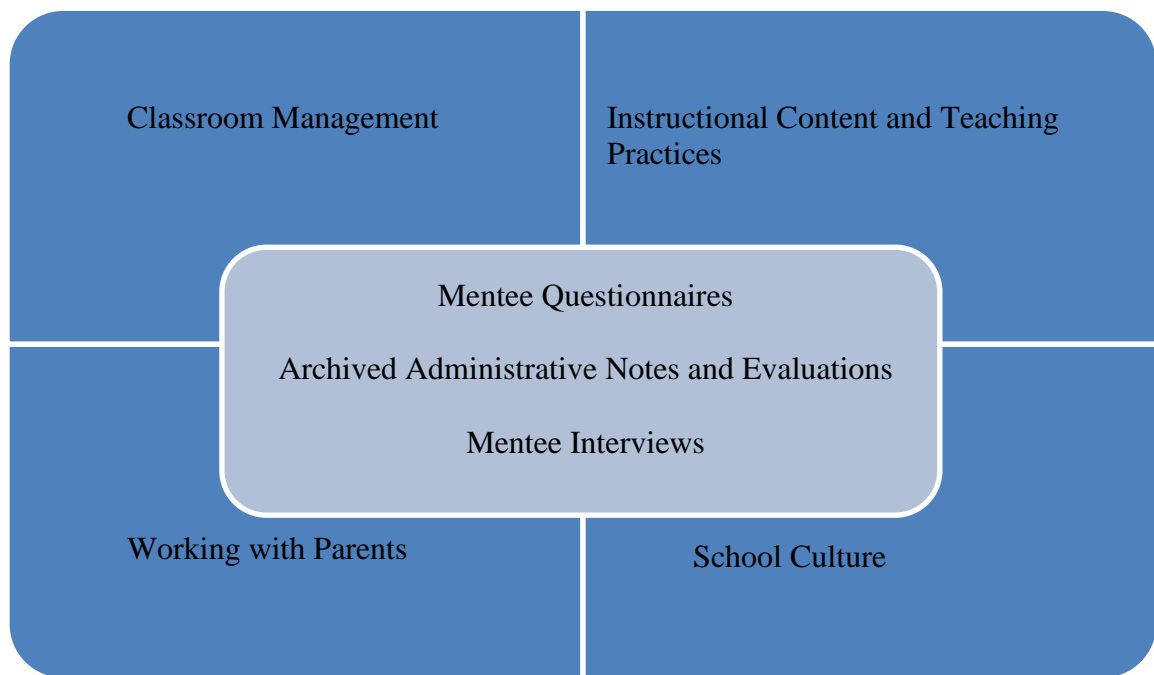 Classroom Management
Instructional Content and Teaching
Practices
Mentee Questionnaires
Archived Administrative Notes and Evaluations
Mentee Interviews
Working with Parents
School Culture